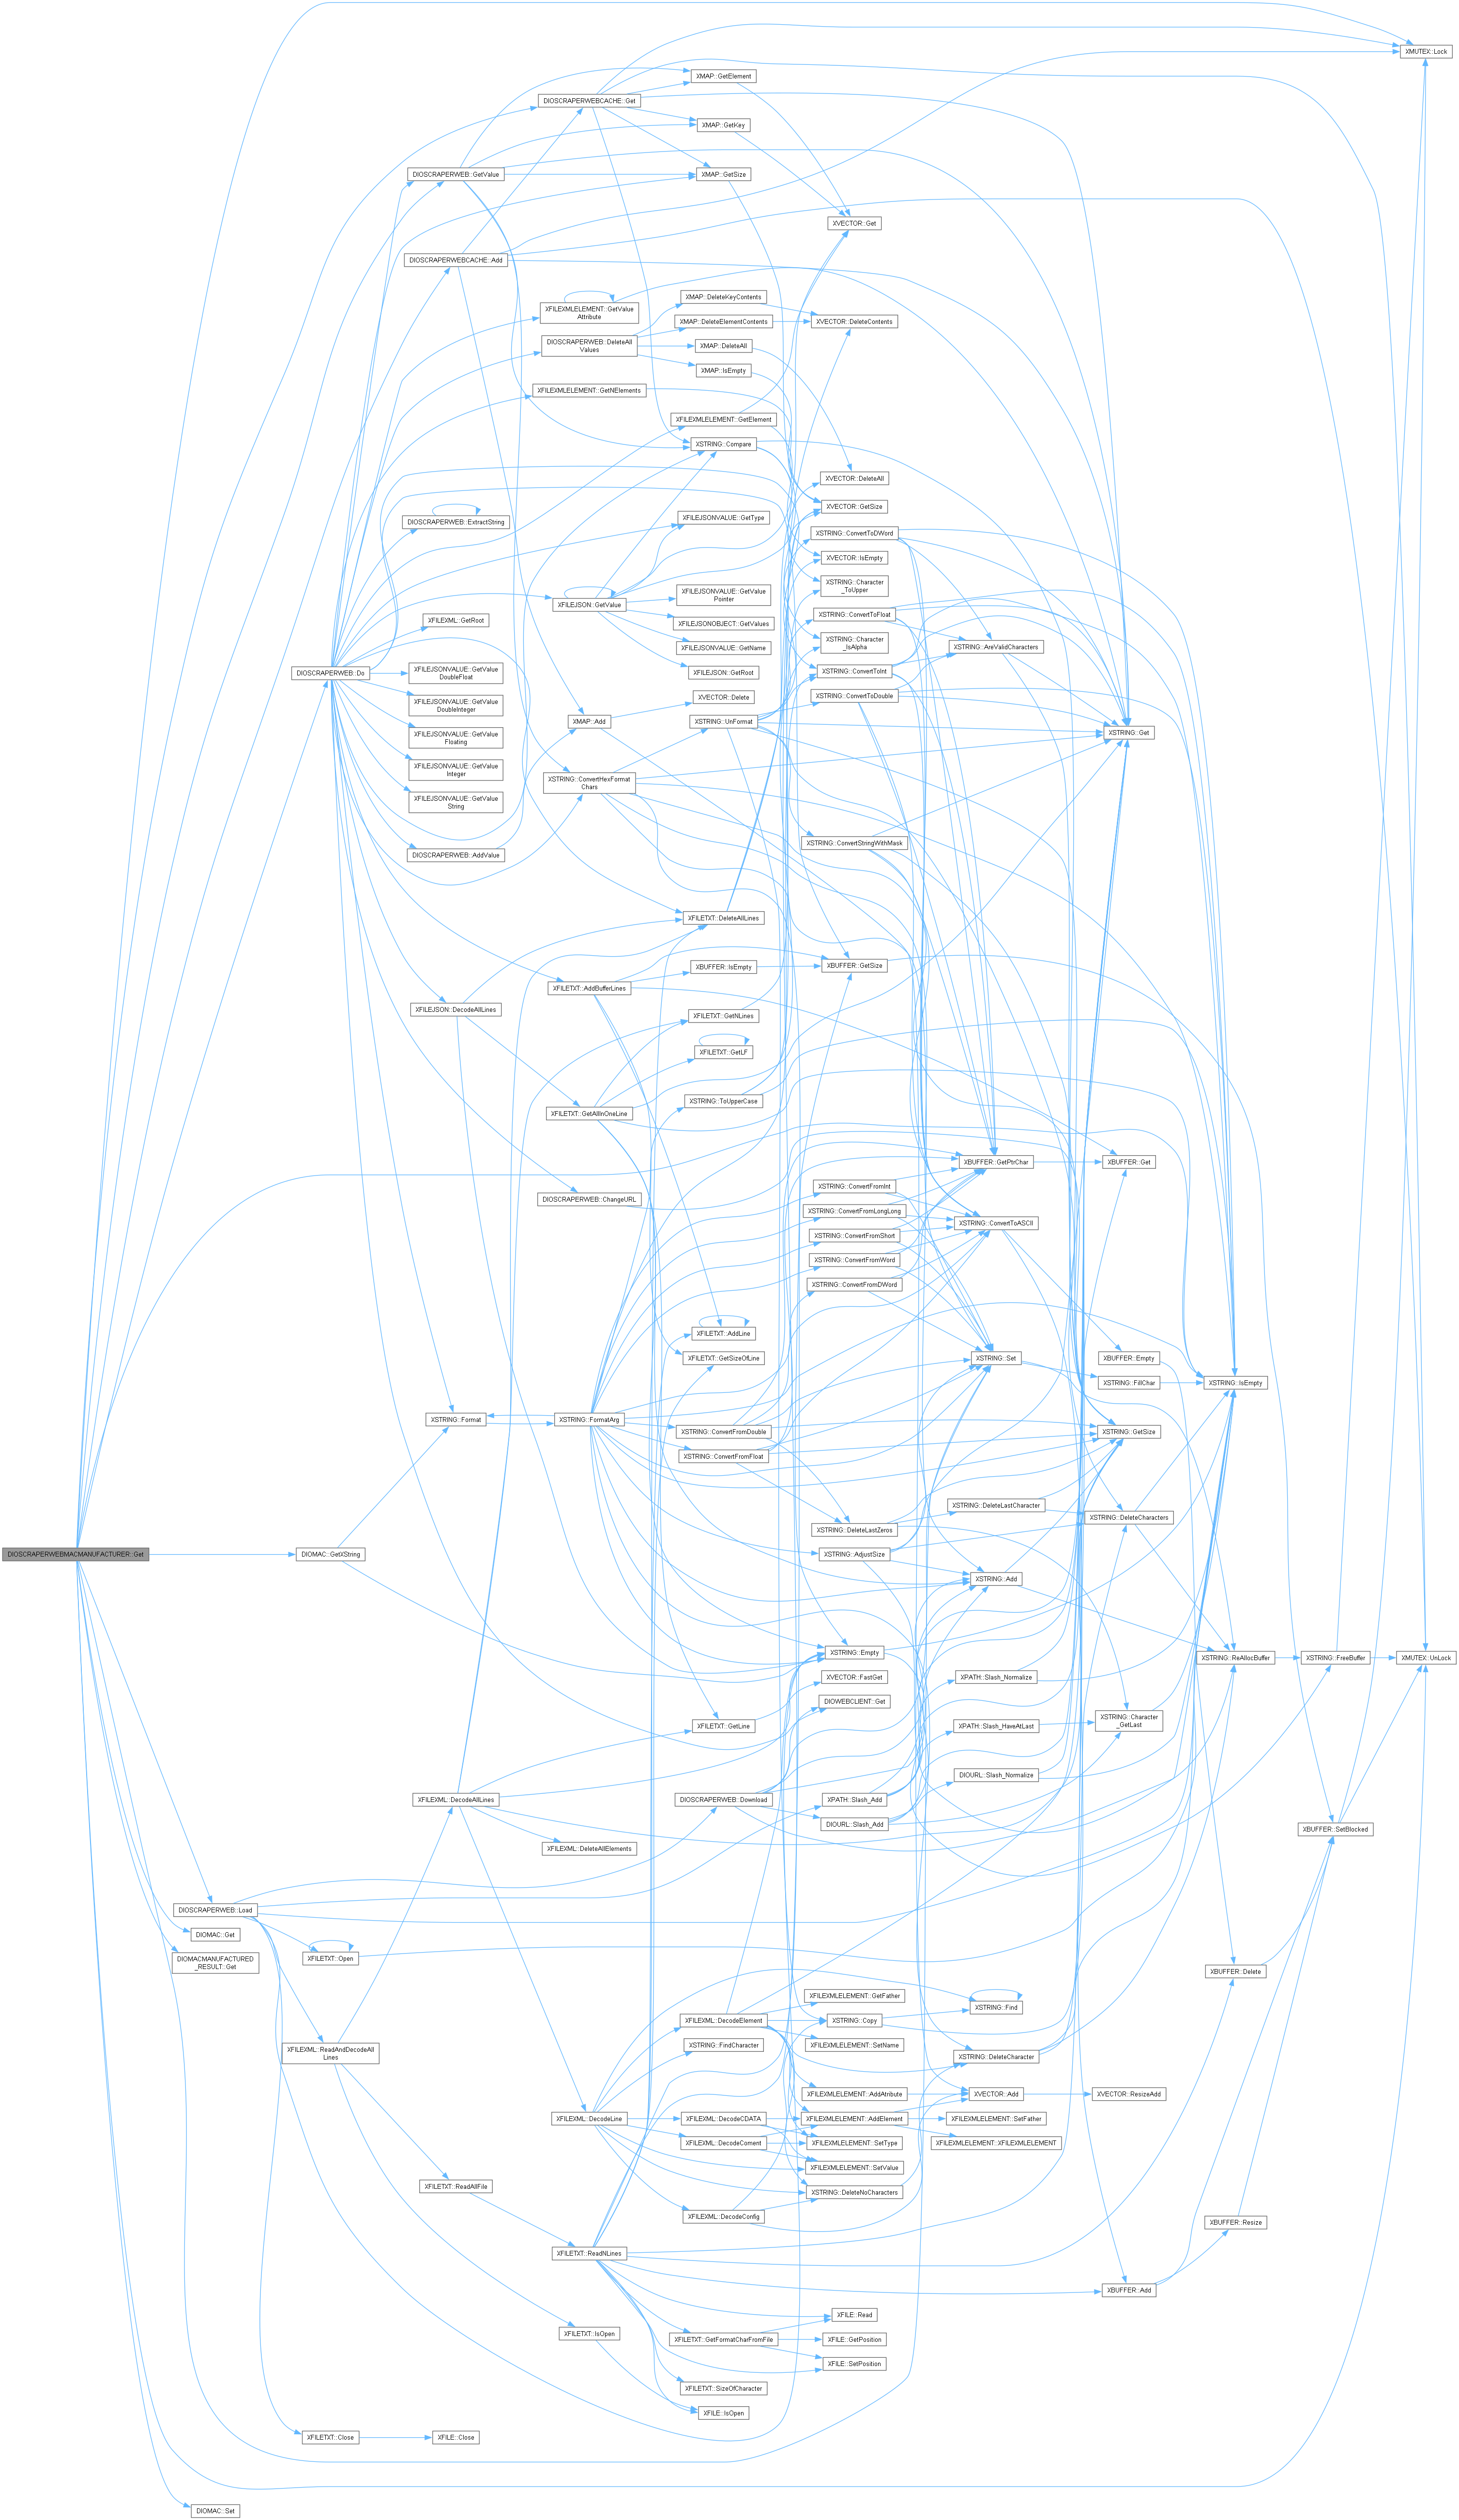 XMUTEX::Lock
XMAP::GetElement
DIOSCRAPERWEBCACHE::Get
XMAP::GetKey
DIOSCRAPERWEB::GetValue
XMAP::GetSize
XVECTOR::Get
DIOSCRAPERWEBCACHE::Add
XMAP::DeleteKeyContents
XFILEXMLELEMENT::GetValue
Attribute
XMAP::DeleteElementContents
XVECTOR::DeleteContents
DIOSCRAPERWEB::DeleteAll
Values
XMAP::DeleteAll
XMAP::IsEmpty
XFILEXMLELEMENT::GetNElements
XFILEXMLELEMENT::GetElement
XSTRING::Compare
XVECTOR::DeleteAll
XVECTOR::GetSize
DIOSCRAPERWEB::ExtractString
XFILEJSONVALUE::GetType
XSTRING::ConvertToDWord
XVECTOR::IsEmpty
XSTRING::Character
_ToUpper
XFILEJSONVALUE::GetValue
Pointer
XFILEJSON::GetValue
XSTRING::ConvertToFloat
XFILEXML::GetRoot
XFILEJSONOBJECT::GetValues
XSTRING::Character
_IsAlpha
XSTRING::AreValidCharacters
XFILEJSONVALUE::GetName
DIOSCRAPERWEB::Do
XFILEJSONVALUE::GetValue
DoubleFloat
XFILEJSON::GetRoot
XSTRING::ConvertToInt
XFILEJSONVALUE::GetValue
DoubleInteger
XVECTOR::Delete
XSTRING::ConvertToDouble
XMAP::Add
XSTRING::UnFormat
XSTRING::Get
XFILEJSONVALUE::GetValue
Floating
XFILEJSONVALUE::GetValue
Integer
XSTRING::ConvertHexFormat
Chars
XFILEJSONVALUE::GetValue
String
XSTRING::ConvertStringWithMask
DIOSCRAPERWEB::AddValue
XFILETXT::DeleteAllLines
XBUFFER::IsEmpty
XBUFFER::GetSize
XFILETXT::AddBufferLines
XFILEJSON::DecodeAllLines
XFILETXT::GetNLines
XFILETXT::GetLF
XSTRING::ToUpperCase
XFILETXT::GetAllInOneLine
XBUFFER::GetPtrChar
XBUFFER::Get
DIOSCRAPERWEB::ChangeURL
XSTRING::ConvertFromInt
XSTRING::ConvertFromLongLong
XSTRING::ConvertToASCII
XSTRING::ConvertFromShort
XSTRING::ConvertFromWord
XSTRING::ConvertFromDWord
XFILETXT::AddLine
XFILETXT::GetSizeOfLine
XSTRING::Set
XBUFFER::Empty
XSTRING::FillChar
XSTRING::IsEmpty
XSTRING::Format
XSTRING::FormatArg
XSTRING::ConvertFromDouble
XSTRING::GetSize
XSTRING::ConvertFromFloat
XSTRING::DeleteLastCharacter
XSTRING::DeleteCharacters
XSTRING::DeleteLastZeros
DIOSCRAPERWEBMACMANUFACTURER::Get
DIOMAC::GetXString
XSTRING::AdjustSize
XSTRING::Add
XSTRING::Empty
XSTRING::ReAllocBuffer
XSTRING::FreeBuffer
XMUTEX::UnLock
XVECTOR::FastGet
XPATH::Slash_Normalize
DIOWEBCLIENT::Get
XFILETXT::GetLine
XPATH::Slash_HaveAtLast
XSTRING::Character
_GetLast
DIOURL::Slash_Normalize
XFILEXML::DecodeAllLines
DIOSCRAPERWEB::Download
XPATH::Slash_Add
DIOURL::Slash_Add
XBUFFER::SetBlocked
XFILEXML::DeleteAllElements
DIOSCRAPERWEB::Load
DIOMAC::Get
DIOMACMANUFACTURED
_RESULT::Get
XFILETXT::Open
XBUFFER::Delete
XFILEXMLELEMENT::GetFather
XSTRING::Find
XFILEXML::DecodeElement
XSTRING::Copy
XFILEXML::ReadAndDecodeAll
Lines
XSTRING::FindCharacter
XFILEXMLELEMENT::SetName
XSTRING::DeleteCharacter
XFILEXMLELEMENT::AddAtribute
XVECTOR::Add
XVECTOR::ResizeAdd
XFILEXML::DecodeLine
XFILEXML::DecodeCDATA
XFILEXMLELEMENT::AddElement
XFILEXMLELEMENT::SetFather
XFILEXML::DecodeComent
XFILEXMLELEMENT::SetType
XFILEXMLELEMENT::XFILEXMLELEMENT
XFILEXMLELEMENT::SetValue
XFILETXT::ReadAllFile
XSTRING::DeleteNoCharacters
XFILEXML::DecodeConfig
XBUFFER::Resize
XFILETXT::ReadNLines
XBUFFER::Add
XFILE::Read
XFILETXT::IsOpen
XFILETXT::GetFormatCharFromFile
XFILE::GetPosition
XFILE::SetPosition
XFILETXT::SizeOfCharacter
XFILE::IsOpen
XFILETXT::Close
XFILE::Close
DIOMAC::Set